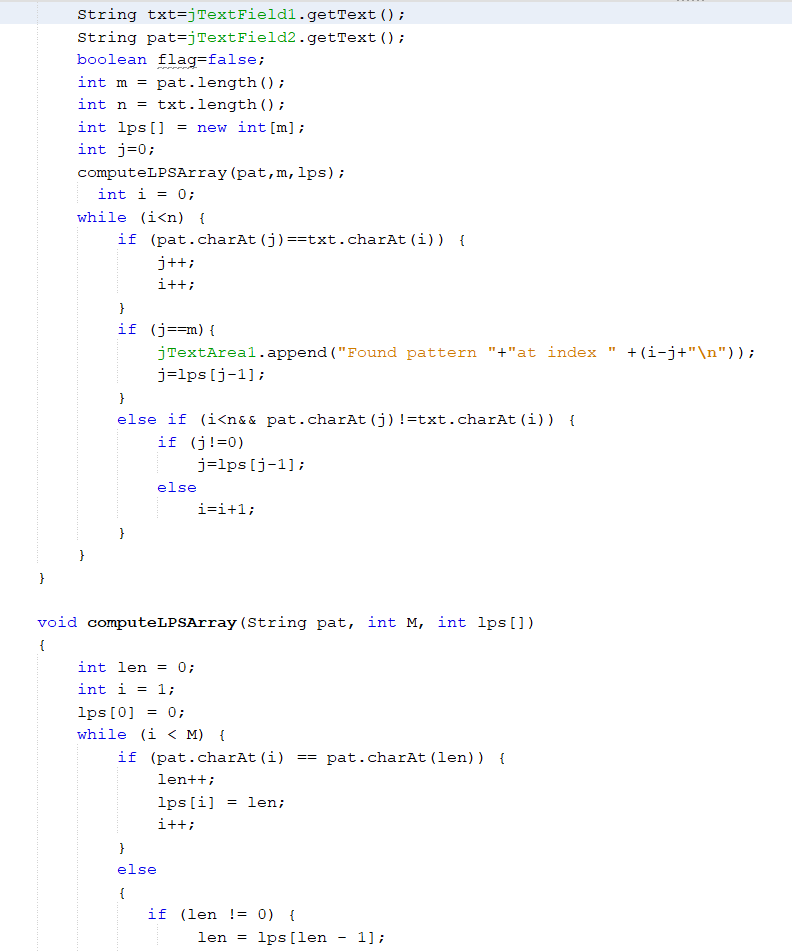 String txt=jTextField1.getText();
String pat=jTextField2.getText();
boolean flag=false;
int m = pat.length();
int n = txt.length();
int lps[] = new int[m];
int j=0;
computeLPSArray(pat,m,lps);
int i = 0;
while (i<n) {
if (pat.charAt(j)==txt.charAt(i)) {
j++;
i++;
}
if (j==m){
jTextArea1.append("Found pattern "+"at index " +(i-j+"\n"));
j=lps[j-1];
}
else if (i<n&& pat.charAt(j)!=txt.charAt(i)) {
if (j!=0)
j=lps[j-1];
else
i=i+1;
}
}
}
void computeLPSArray(String pat, int M, int lps[])
{
int len = 0;
int i = 1;
lps[0] = 0;
while (i < M) {
if (pat.charAt(i) == pat.charAt(len)) {
len++;
lps[i] = len;
i++;
}
else
{
if (len != 0) {
len = lps[len - 1];